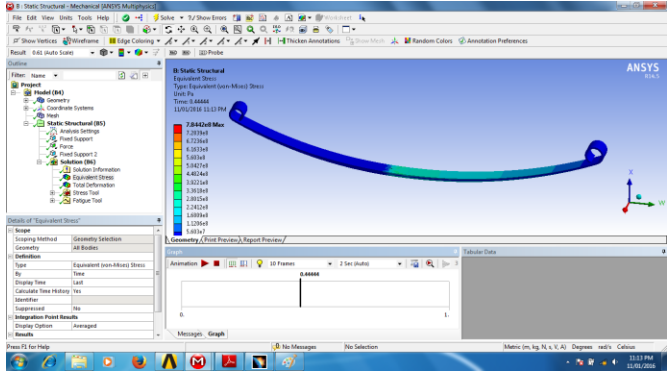 B : Static Structural - Mechanical [ANSYS Multiphysics]
File Edit View Units Tools Help Solve ?/ Show Errors Worksheet
Show Vertices Wireframe Edge Coloring Thicken Annotations Show Mesh Random Colors Annotation Preferences
Result 0.61 (Auto Scale) Probe
Outline
Filter: Name
Project
Model (B4)
Geometry
Coordinate Systems
Mesh
Static Structural (B5)
Analysis Settings
Fixed Support
Force
Fixed Support 2
Solution (B6)
Solution Information
Equivalent Stress
Total Deformation
Stress Tool
Fatigue Tool
Details of "Equivalent Stress"
Scope
Scoping Method Geometry Selection
Geometry All Bodies
Definition
Type Equivalent (von-Mises) Stress
By Time
Display Time Last
Calculate Time History Yes
Identifier
Suppressed No
Integration Point Results
Display Option Averaged
Results
B: Static Structural
Equivalent Stress
Type: Equivalent (von-Mises) Stress
Unit: Pa
Time: 0.44444
11/01/2016 11:13 PM
7.8442e8 Max
6.1633e8
5.603e8
5.0427e8
4.4824e8
3.9221e8
3.3618e8
2.8015e8
2.2412e8
1.6809e8
1.1206e8
5.603e7
ANSYS
R14.5
X
Geometry Print Preview Report Preview
Graph
Animation 10 Frames 2 Sec (Auto)
0.44444
0. 1.
Messages Graph
Tabular Data
Press F1 for Help No Messages No Selection Metric (m, kg, N, s, V, A) Degrees rad/s Celsius
11:13 PM
11/01/2016